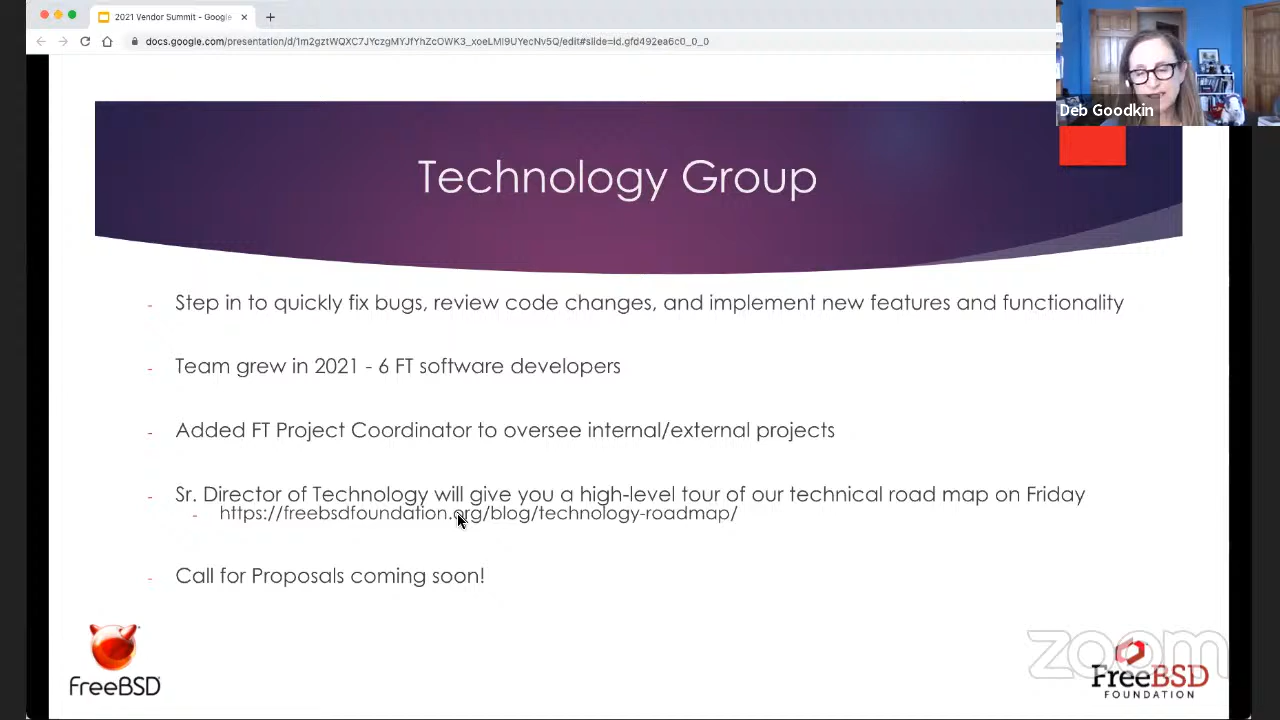 2021 Vendor Summit - Google
docs.google.com/presentation/d/1m2gztWQXC7JYczgMYJfYhZcOWK3_xoeLMI9UYecNv5Q/edit#slide=id.gfd492ea6c0_0_0
Deb Goodkin
Technology Group
- Step in to quickly fix bugs, review code changes, and implement new features and functionality
- Team grew in 2021 - 6 FT software developers
- Added FT Project Coordinator to oversee internal/external projects
- Sr. Director of Technology will give you a high-level tour of our technical road map on Friday
- https://freebsdfoundation.org/blog/technology-roadmap/
- Call for Proposals coming soon!
FreeBSD
zoom
FreeBSD
FOUNDATION